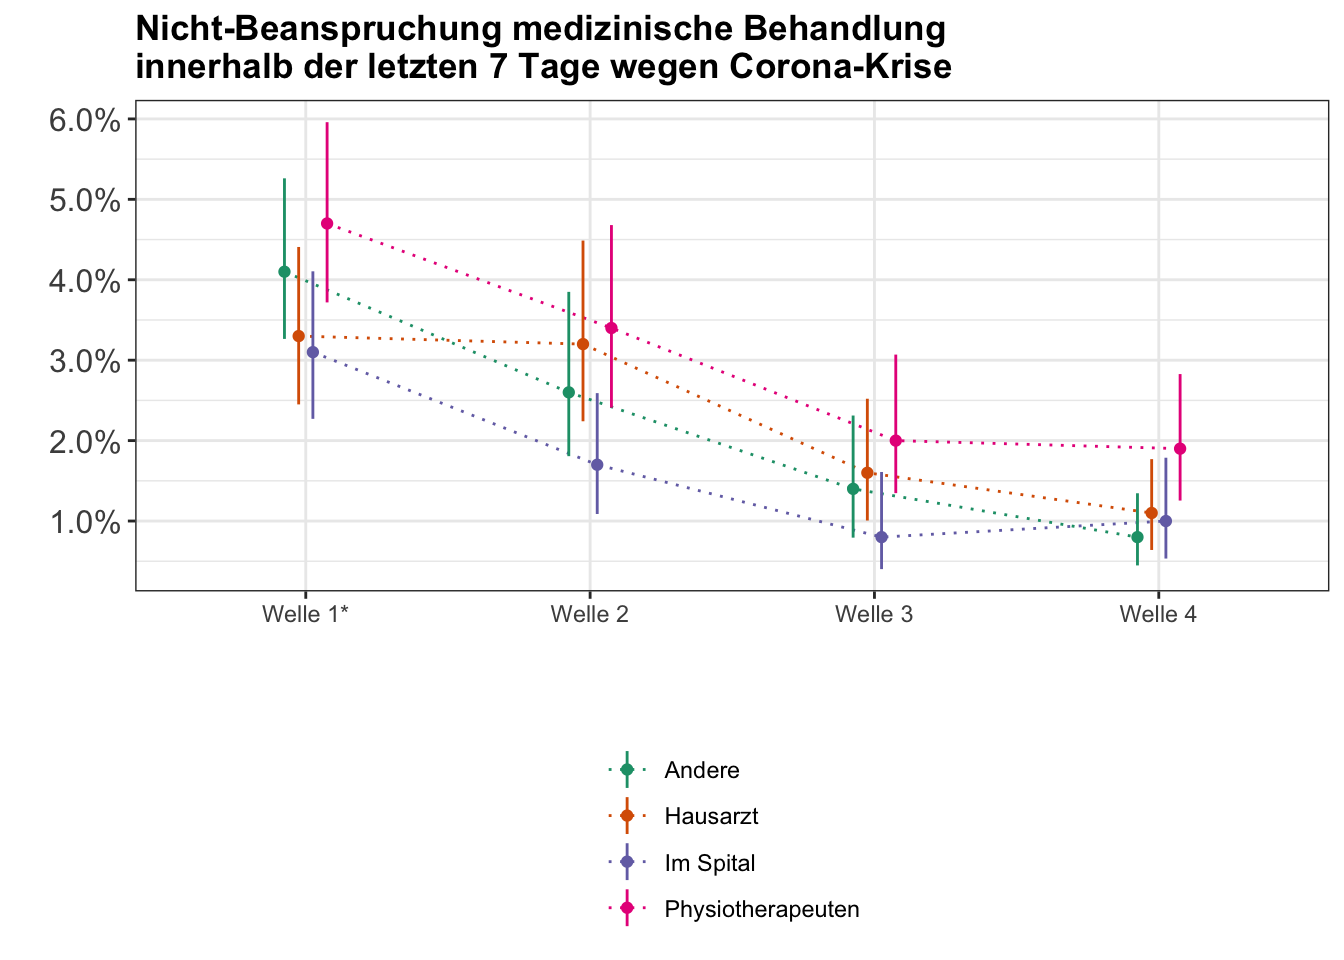 Nicht-Beanspruchung medizinische Behandlung
innerhalb der letzten 7 Tage wegen Corona-Krise
6.0%
5.0%
4.0%
3.0%
2.0%
1.0%
Welle 1*
Welle 2
Welle 3
Welle 4
Andere
Hausarzt
Im Spital
Physiotherapeuten